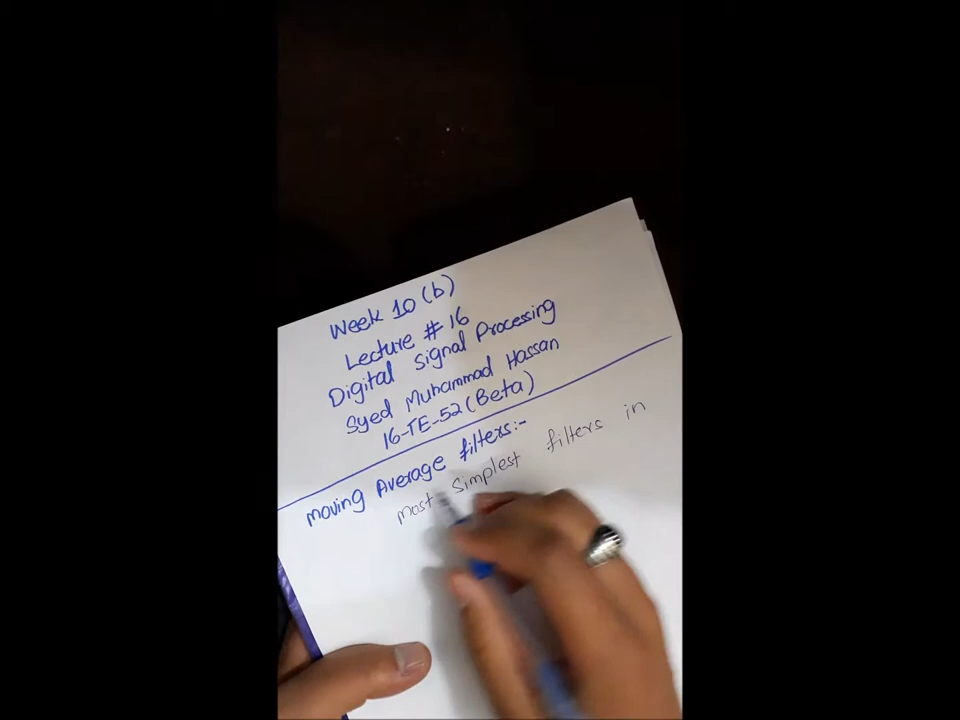 Week 10 (b)
Lecture # 16
Digital Signal Processing
Syed Muhammad Hassan
16-TE-52 (Beta)
Moving Average filters:-
most simplest filters in